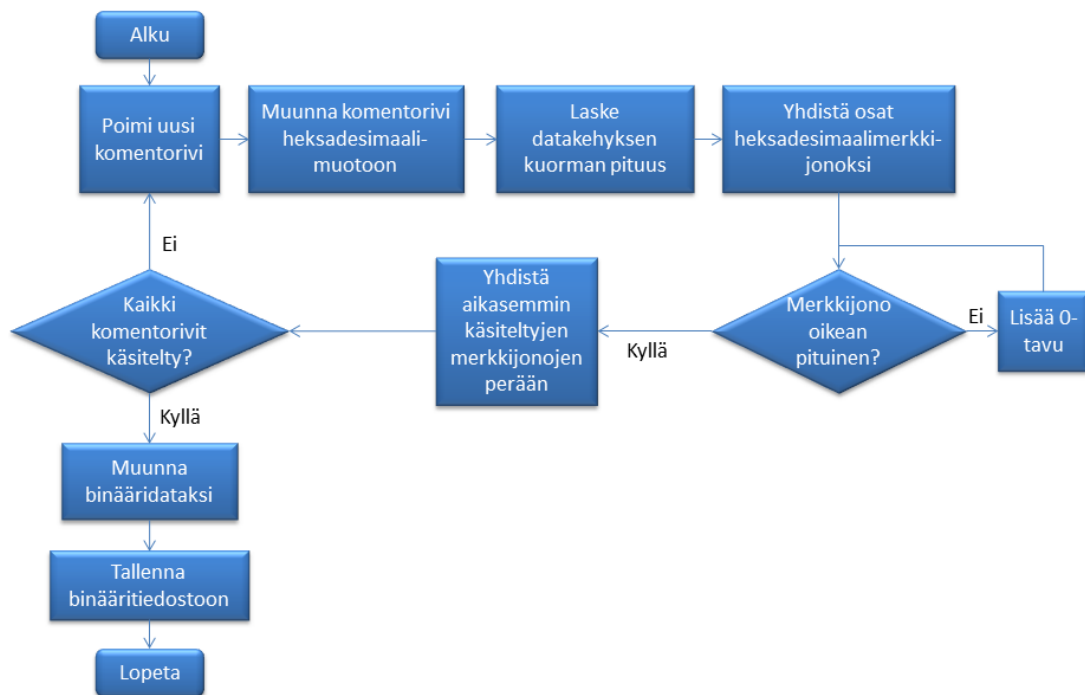 Alku
Poimi uusi
komentorivi
Muunna komentorivi
heksadesimaali-
muotoon
Laske
datakehyksen
kuorman pituus
Yhdistä osat
heksadesimaalimerkki-
jonoksi
Merkkijono
oikean
pituinen?
Ei
Lisää 0-
tavu
Kyllä
Yhdistä
aikasemmin
käsiteltyjen
merkkijonojen
perään
Kaikki
komentorivit
käsitelty?
Ei
Kyllä
Muunna
binääridataksi
Tallenna
binääritiedostoon
Lopeta